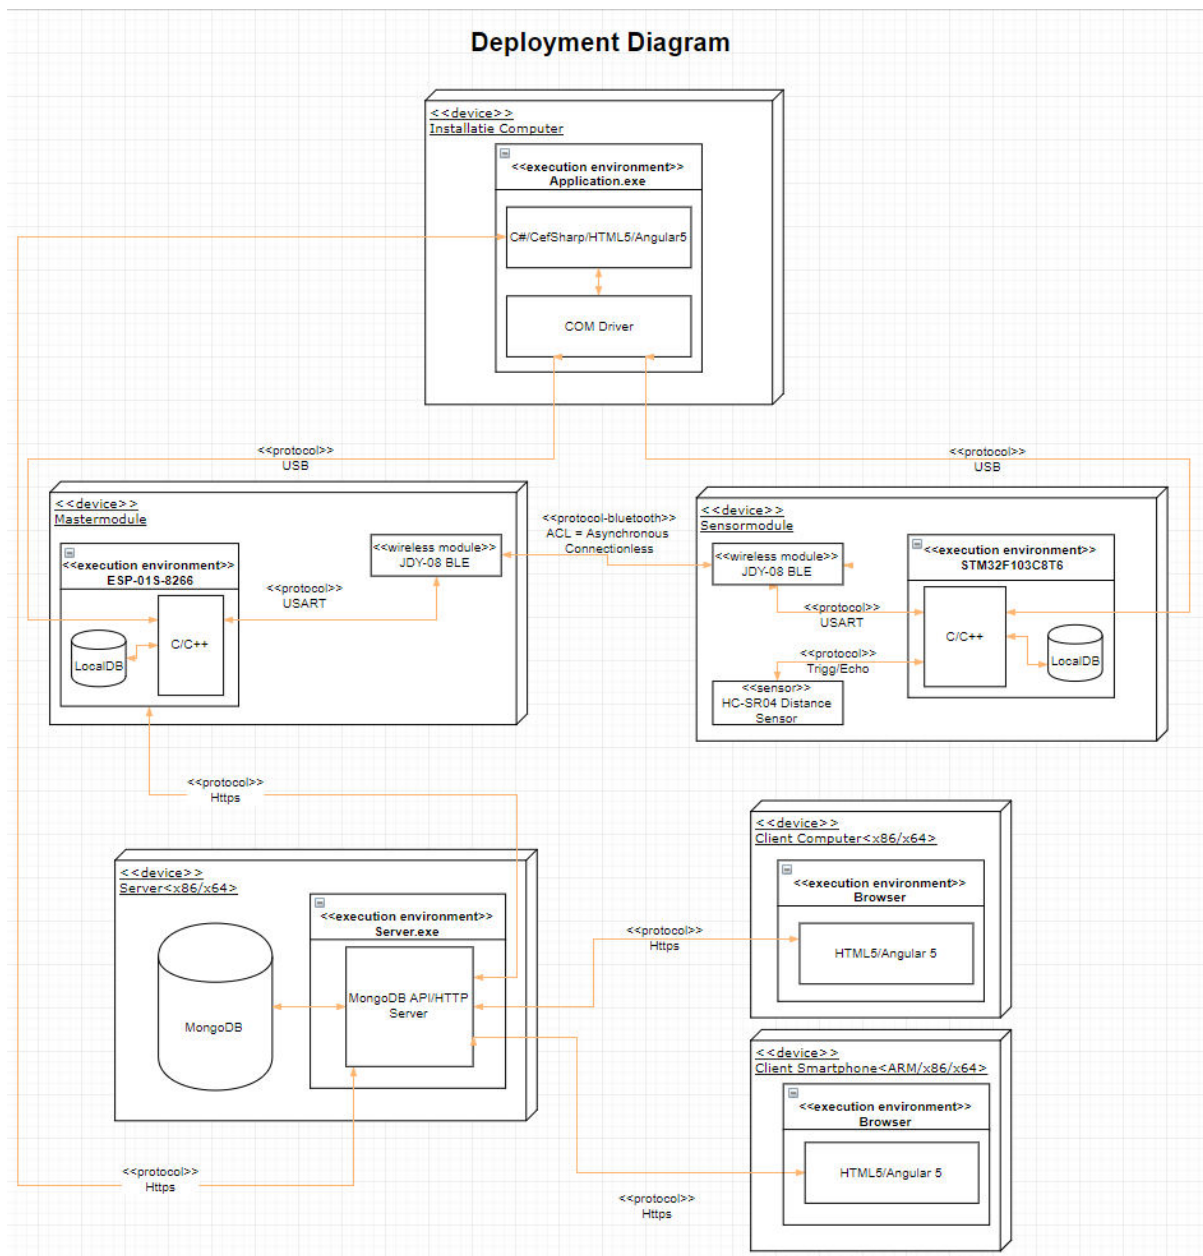 Deployment Diagram
<<device>>
Installatie Computer
<<execution environment>>
Application.exe
C#/CefSharp/HTML5/Angular5
COM Driver
<<protocol>>
USB
<<protocol>>
USB
<<device>>
Mastermodule
<<execution environment>>
ESP-01S-8266
LocalDB
C/C++
<<protocol>>
USART
<<wireless module>>
JDY-08 BLE
<<protocol-bluetooth>>
ACL = Asynchronous
Connectionless
<<device>>
Sensormodule
<<wireless module>>
JDY-08 BLE
<<protocol>>
USART
<<protocol>>
Trigg/Echo
<<sensor>>
HC-SR04 Distance
Sensor
<<execution environment>>
STM32F103C8T6
C/C++
LocalDB
<<protocol>>
Https
<<device>>
Server<x86/x64>
MongoDB
<<execution environment>>
Server.exe
MongoDB API/HTTP
Server
<<protocol>>
Https
<<device>>
Client Computer<x86/x64>
<<execution environment>>
Browser
HTML5/Angular 5
<<device>>
Client Smartphone<ARM/x86/x64>
<<execution environment>>
Browser
HTML5/Angular 5
<<protocol>>
Https
<<protocol>>
Https